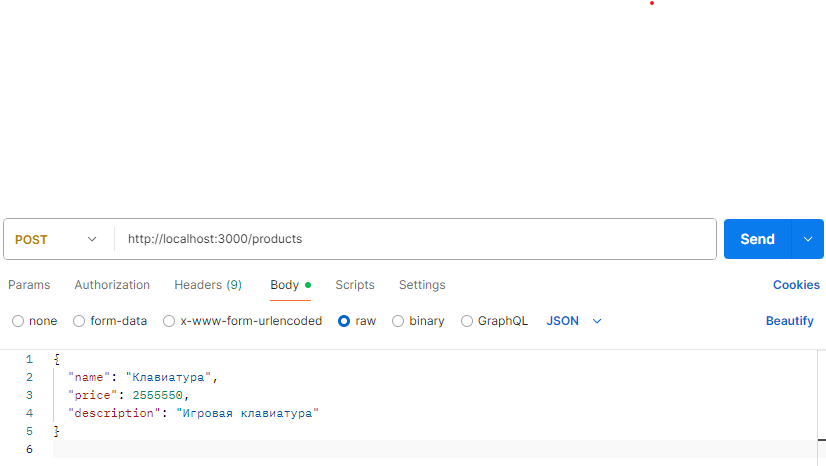 POST http://localhost:3000/products Send
Params Authorization Headers (9) Body Scripts Settings Cookies
none form-data x-www-form-urlencoded raw binary GraphQL JSON Beautify
1 {
2 "name": "Клавиатура",
3 "price": 2555550,
4 "description": "Игровая клавиатура"
5 }
6